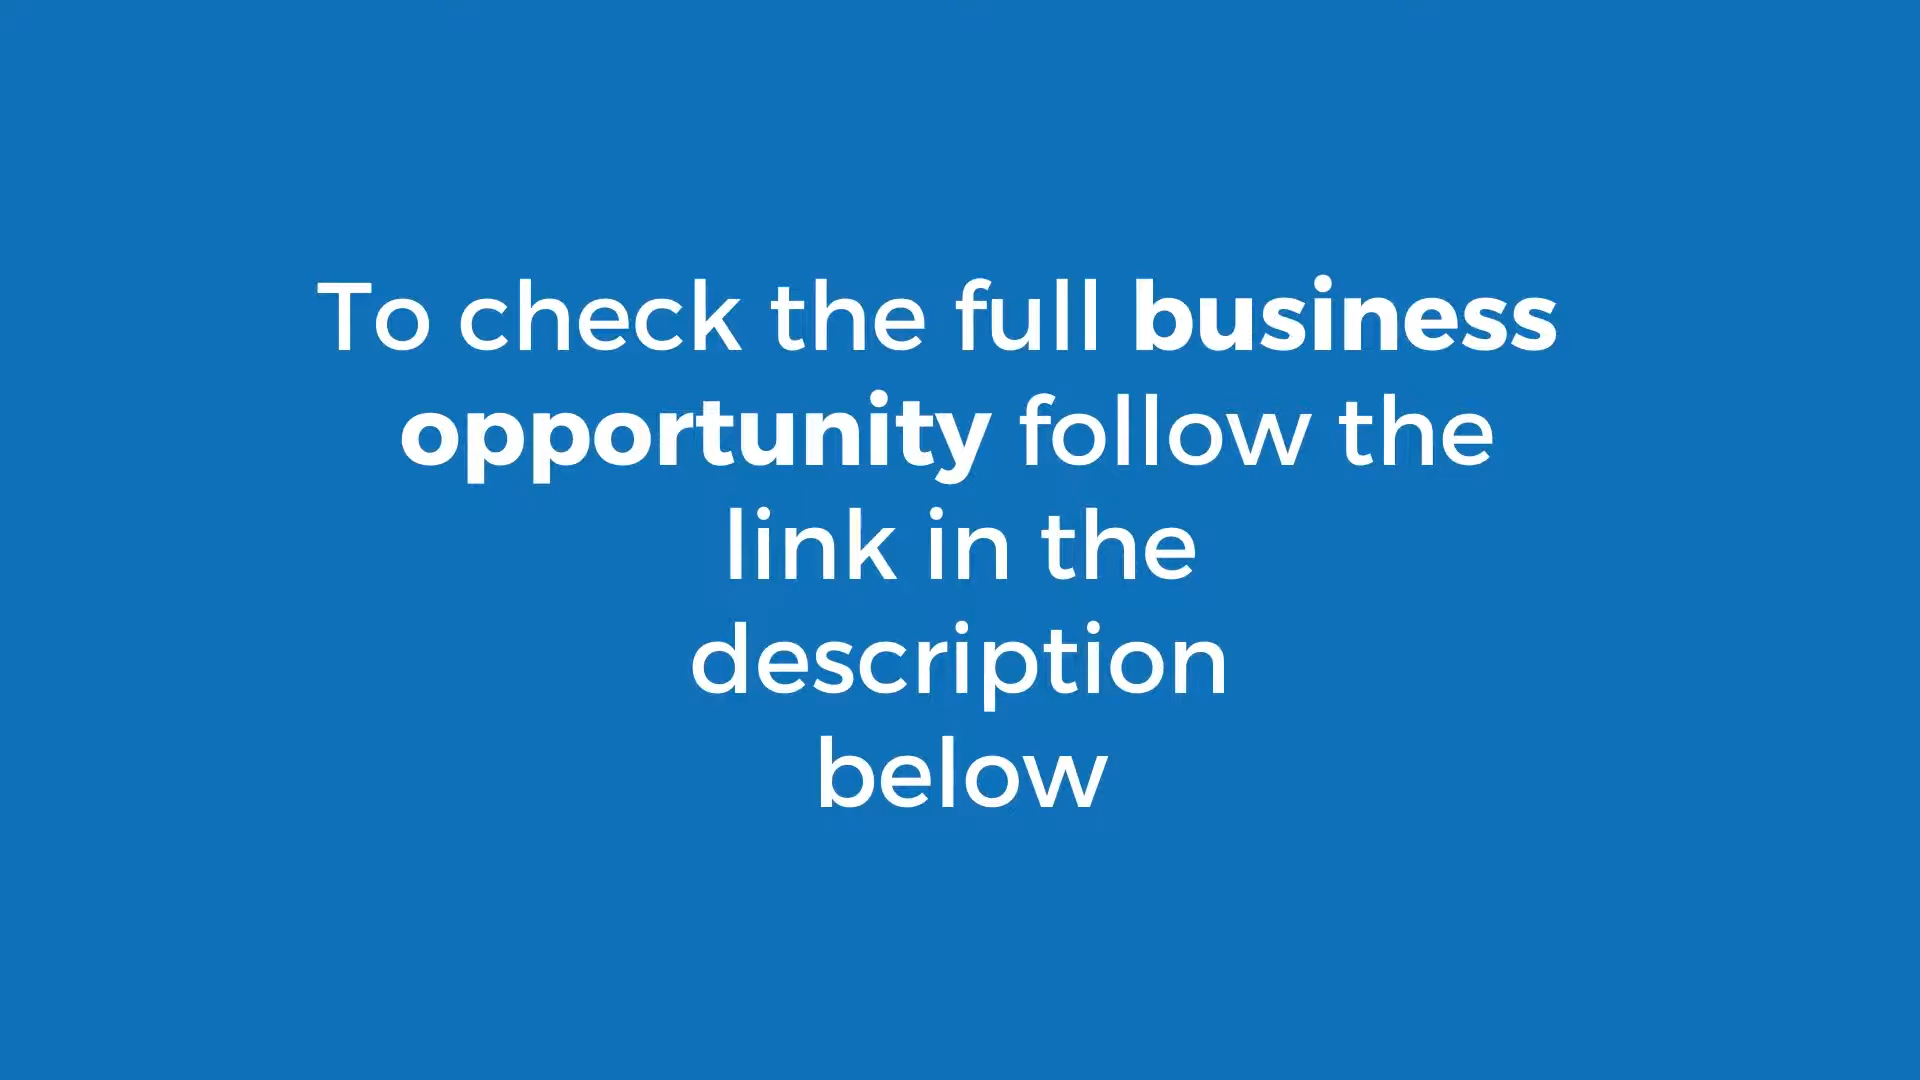 To check the full business
opportunity follow the
link in the
description
below